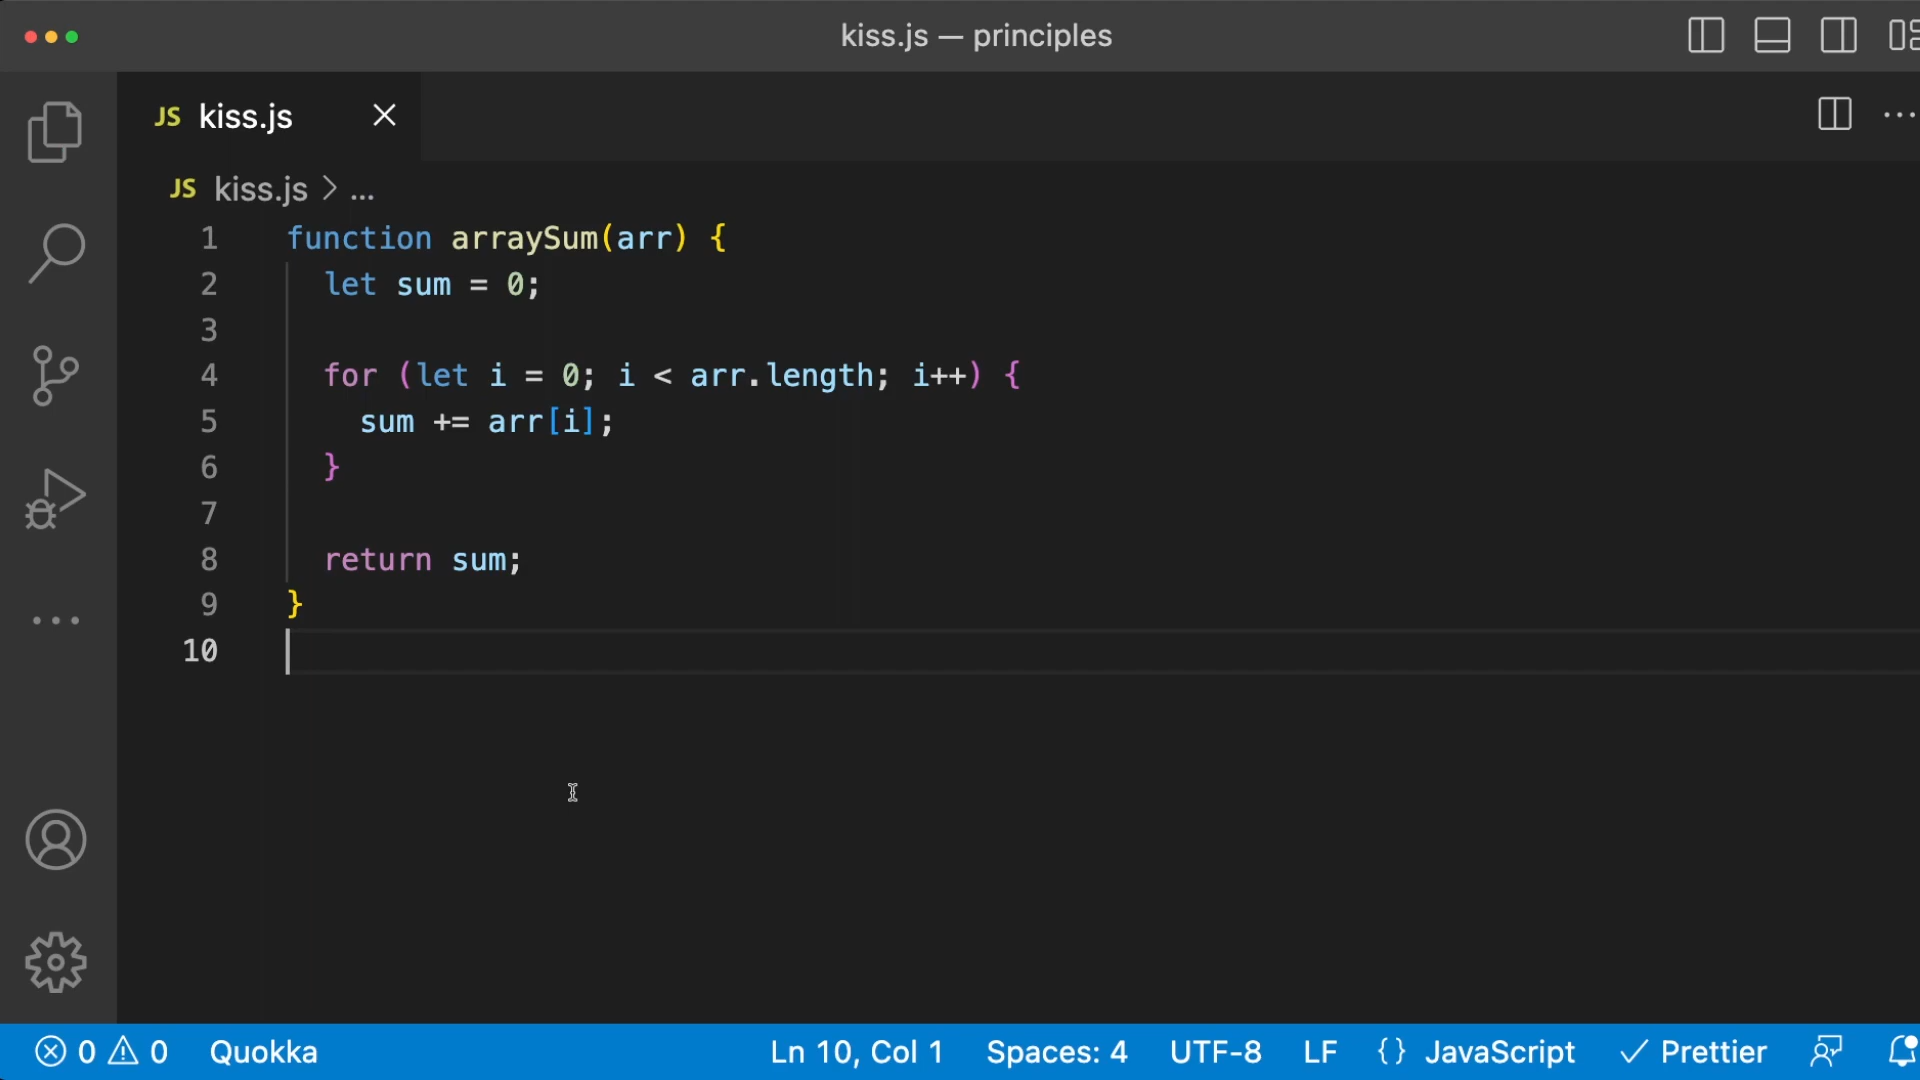 kiss.js — principles
JS kiss.js
JS kiss.js > ...
1 function arraySum(arr) {
2   let sum = 0;
3
4   for (let i = 0; i < arr.length; i++) {
5     sum += arr[i];
6   }
7
8   return sum;
9 }
10
0 0 Quokka Ln 10, Col 1 Spaces: 4 UTF-8 LF {} JavaScript Prettier